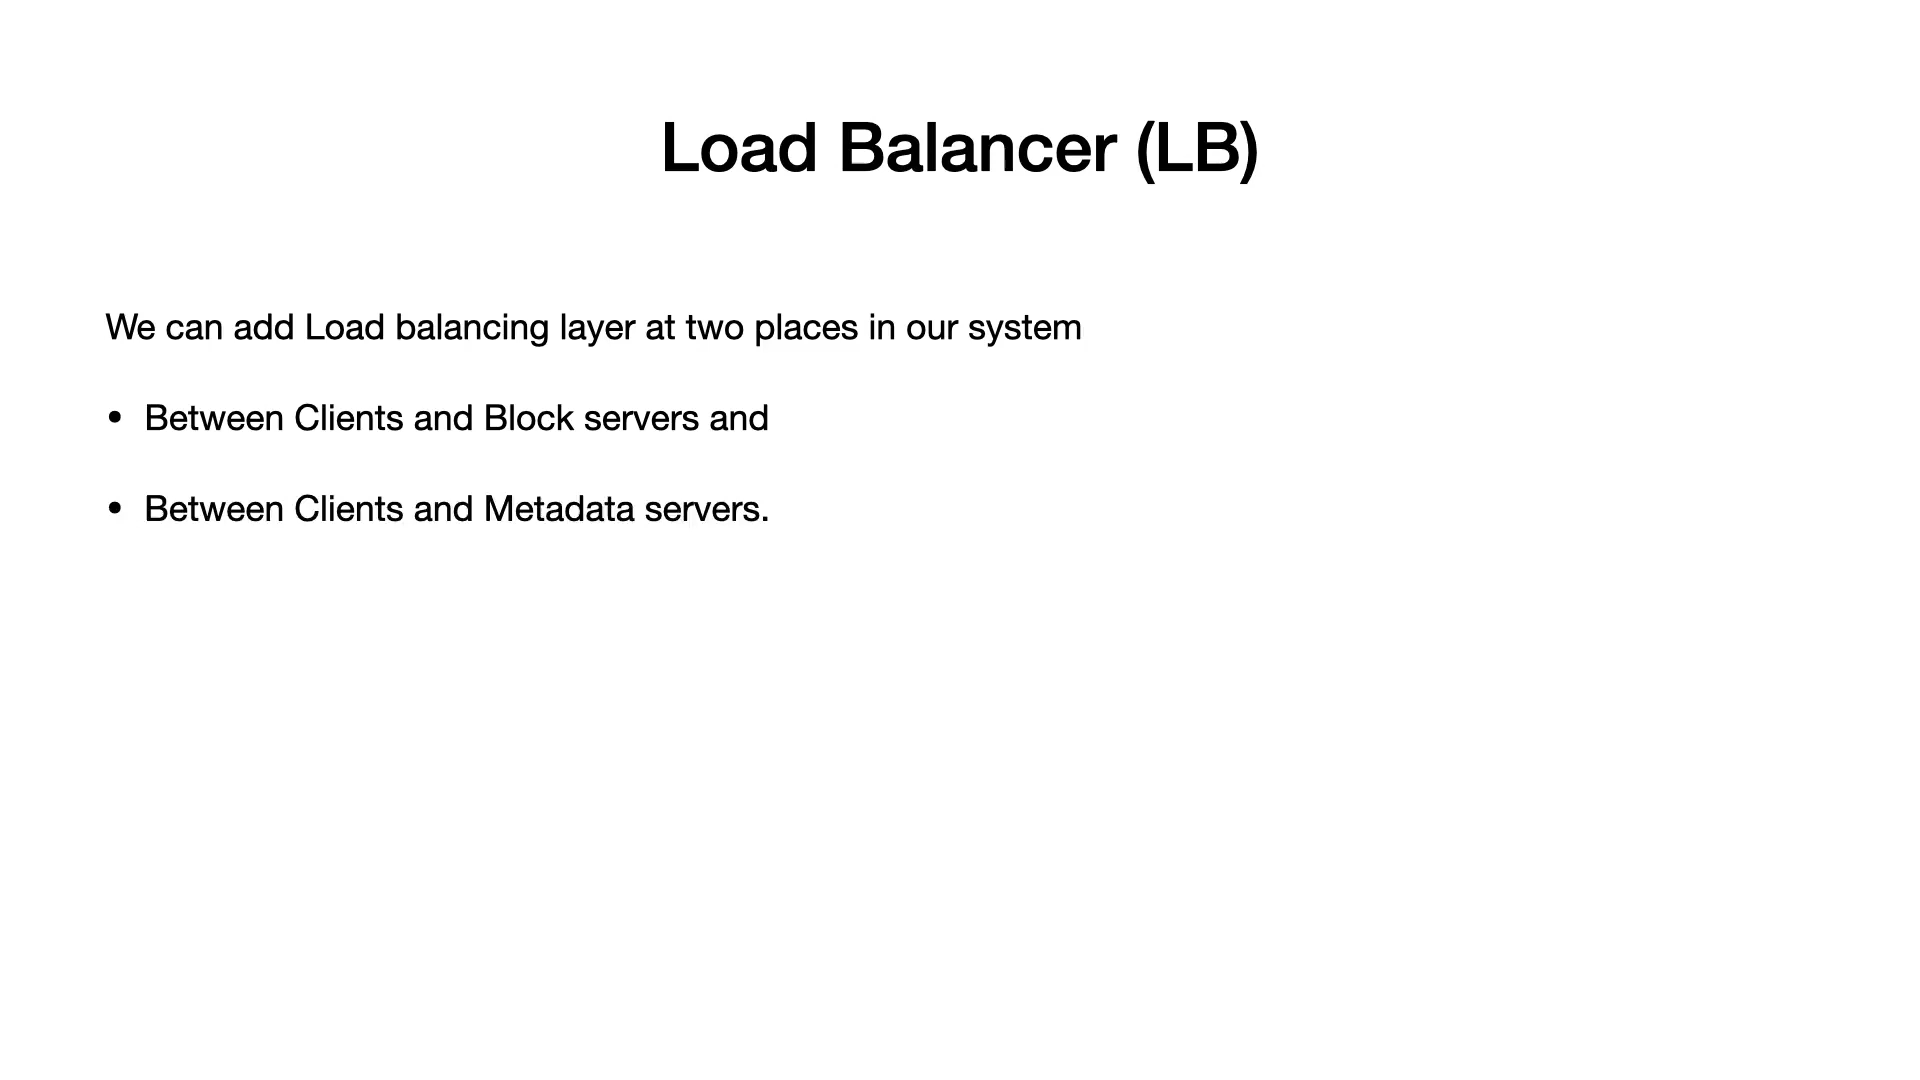 Load Balancer (LB)
We can add Load balancing layer at two places in our system
• Between Clients and Block servers and
• Between Clients and Metadata servers.